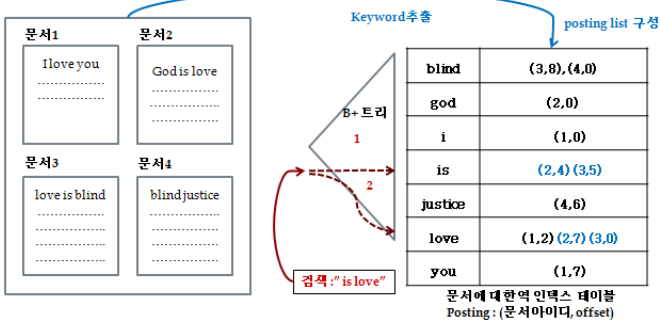 Keyword추출
posting list 구성
문서1
문서2
I love you
God is love
문서3
문서4
love is blind
blind justice
B+ 트리
1
2
검색 :" is love"
blind (3,8),(4,0)
god (2,0)
i (1,0)
is (2,4) (3,5)
justice (4,6)
love (1,2) (2,7) (3,0)
you (1,7)
문서에 대한역 인덱스 테이블
Posting : (문서아이디, offset)